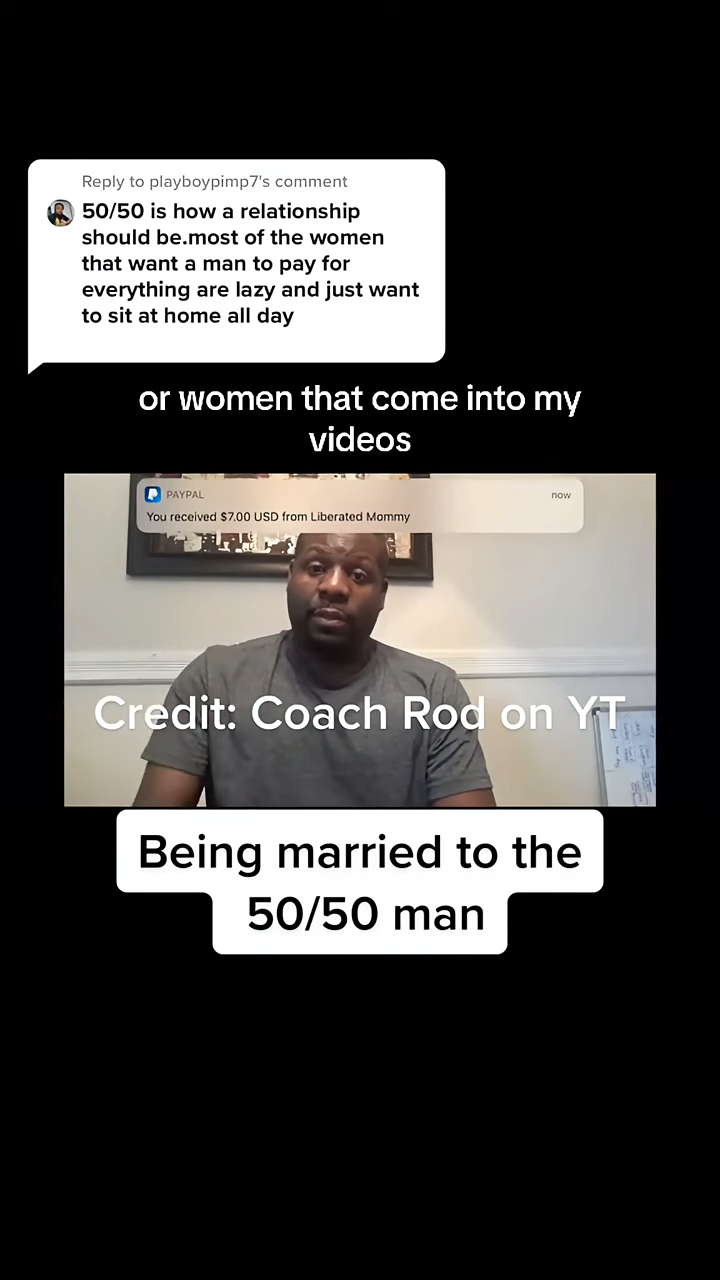 Reply to playboypimp7's comment
50/50 is how a relationship
should be.most of the women
that want a man to pay for
everything are lazy and just want
to sit at home all day
or women that come into my
videos
PAYPAL
now
You received $7.00 USD from Liberated Mommy
Credit: Coach Rod on YT
Being married to the
50/50 man